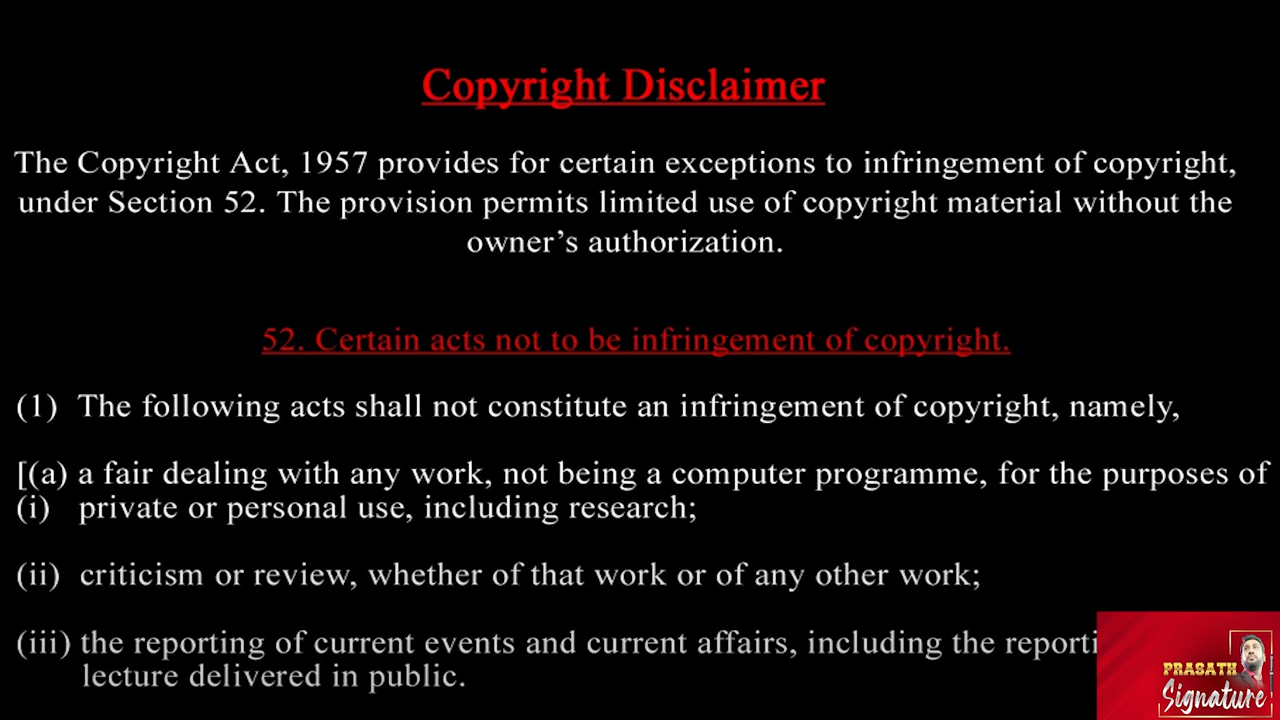 Copyright Disclaimer
The Copyright Act, 1957 provides for certain exceptions to infringement of copyright,
under Section 52. The provision permits limited use of copyright material without the
owner’s authorization.
52. Certain acts not to be infringement of copyright.
(1) The following acts shall not constitute an infringement of copyright, namely,
[(a) a fair dealing with any work, not being a computer programme, for the purposes of
(i) private or personal use, including research;
(ii) criticism or review, whether of that work or of any other work;
(iii) the reporting of current events and current affairs, including the reporti
lecture delivered in public.
PRASATH
Signature